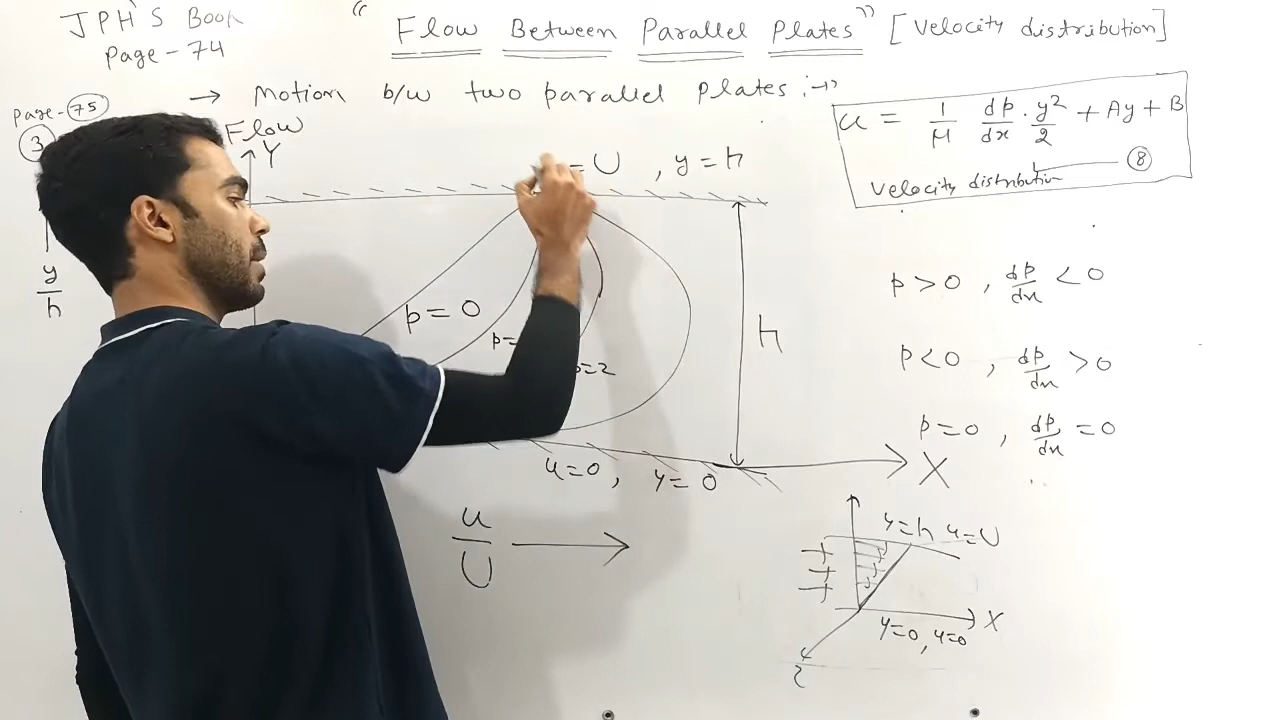 JPH'S Book
Page - 74
" Flow Between Parallel Plates " [Velocity distribution]
→ Motion b/w two parallel Plates :→
Page - 75
3
Flow
Y
= U , y = h
u = 1/μ dp/dx . y²/2 + Ay + B
Velocity distribution
8
y/h
p = 0
p=
=2
h
p > 0 , dp/dx < 0
p < 0 , dp/dx > 0
p = 0 , dp/dx = 0
u=0, y= 0
X
u/U →
y=h u=U
X
y=0, u=0